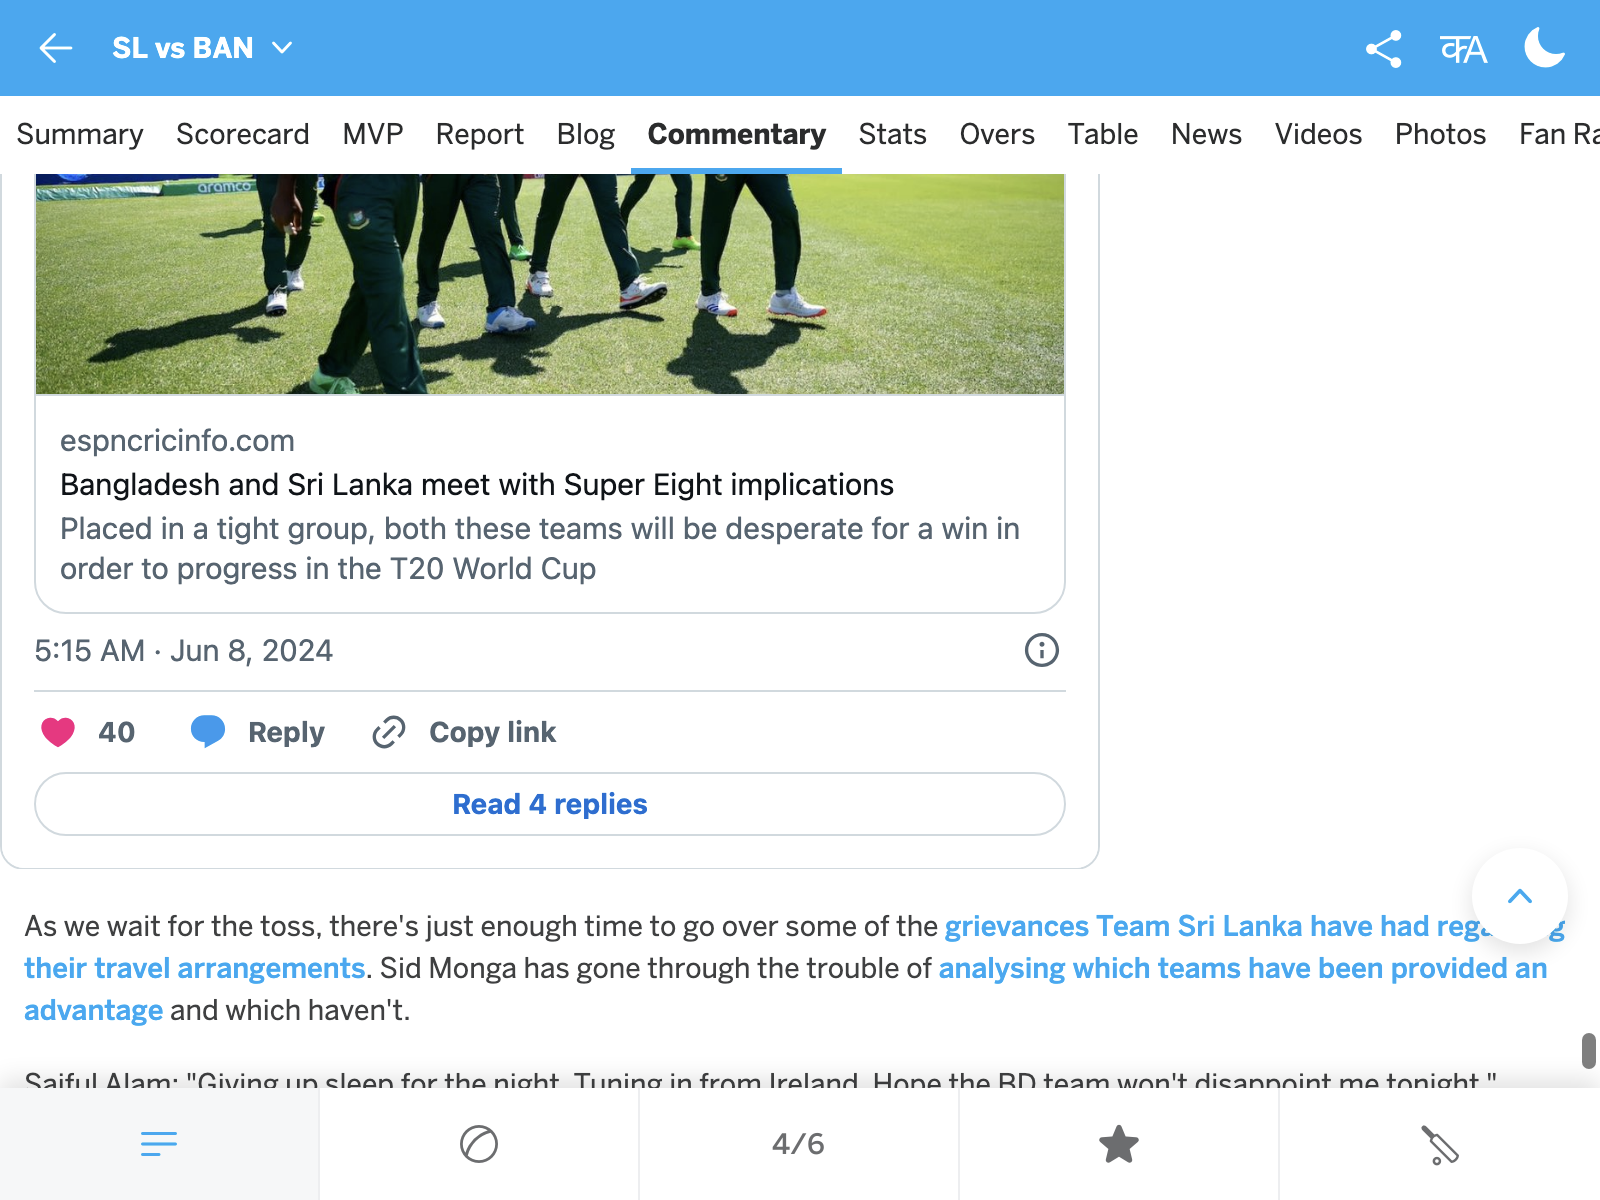 SL vs BAN
Summary Scorecard MVP Report Blog Commentary Stats Overs Table News Videos Photos Fan Ra
aramco
espncricinfo.com
Bangladesh and Sri Lanka meet with Super Eight implications
Placed in a tight group, both these teams will be desperate for a win in
order to progress in the T20 World Cup
5:15 AM · Jun 8, 2024
40 Reply Copy link
Read 4 replies
As we wait for the toss, there's just enough time to go over some of the grievances Team Sri Lanka have had
their travel arrangements. Sid Monga has gone through the trouble of analysing which teams have been provided an
advantage and which haven't.
Saiful Alam: "Giving up sleep for the night. Tuning in from Ireland. Hope the BD team won't disappoint me tonight."
4/6